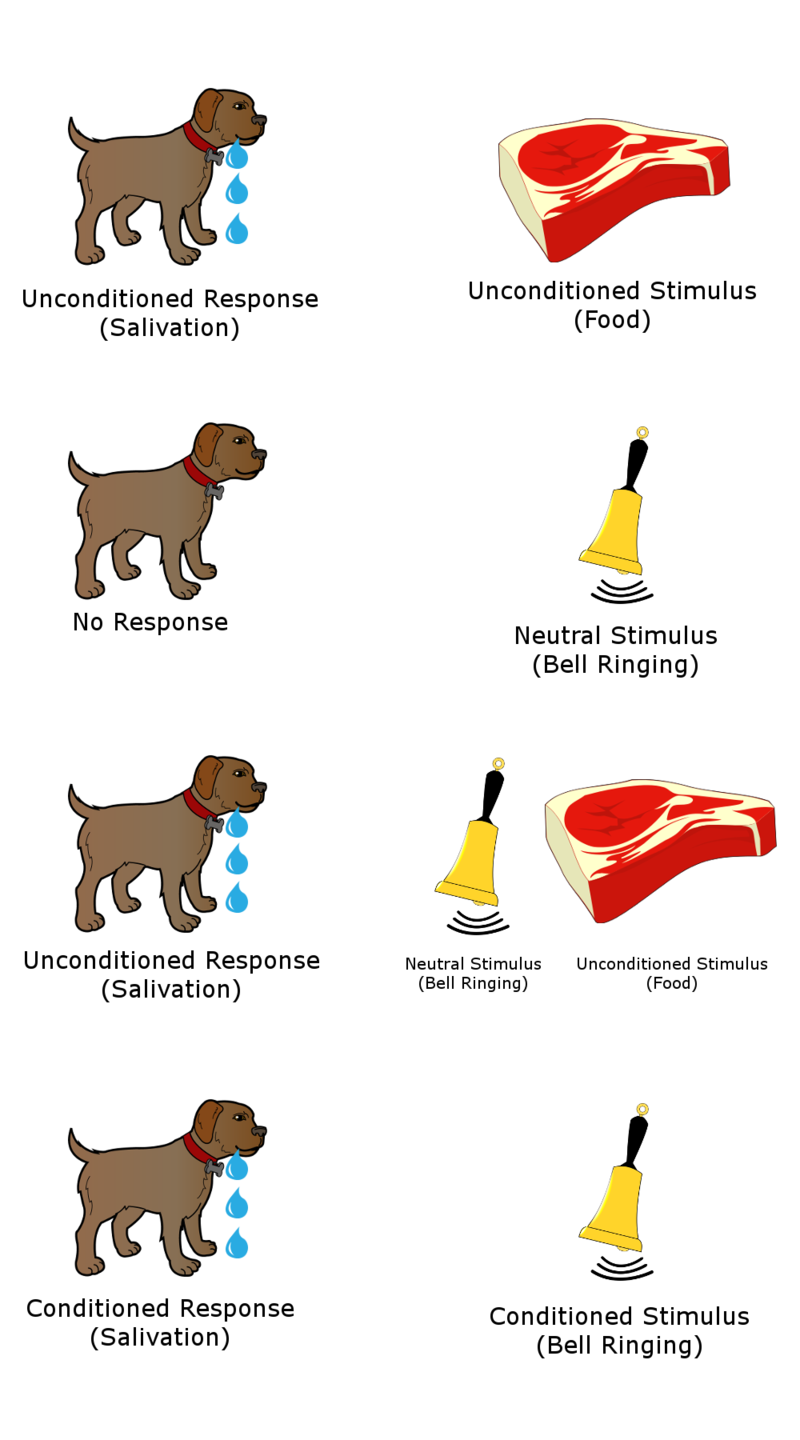 Unconditioned Response
(Salivation)
Unconditioned Stimulus
(Food)
No Response
Neutral Stimulus
(Bell Ringing)
Unconditioned Response
(Salivation)
Neutral Stimulus
(Bell Ringing)
Unconditioned Stimulus
(Food)
Conditioned Response
(Salivation)
Conditioned Stimulus
(Bell Ringing)